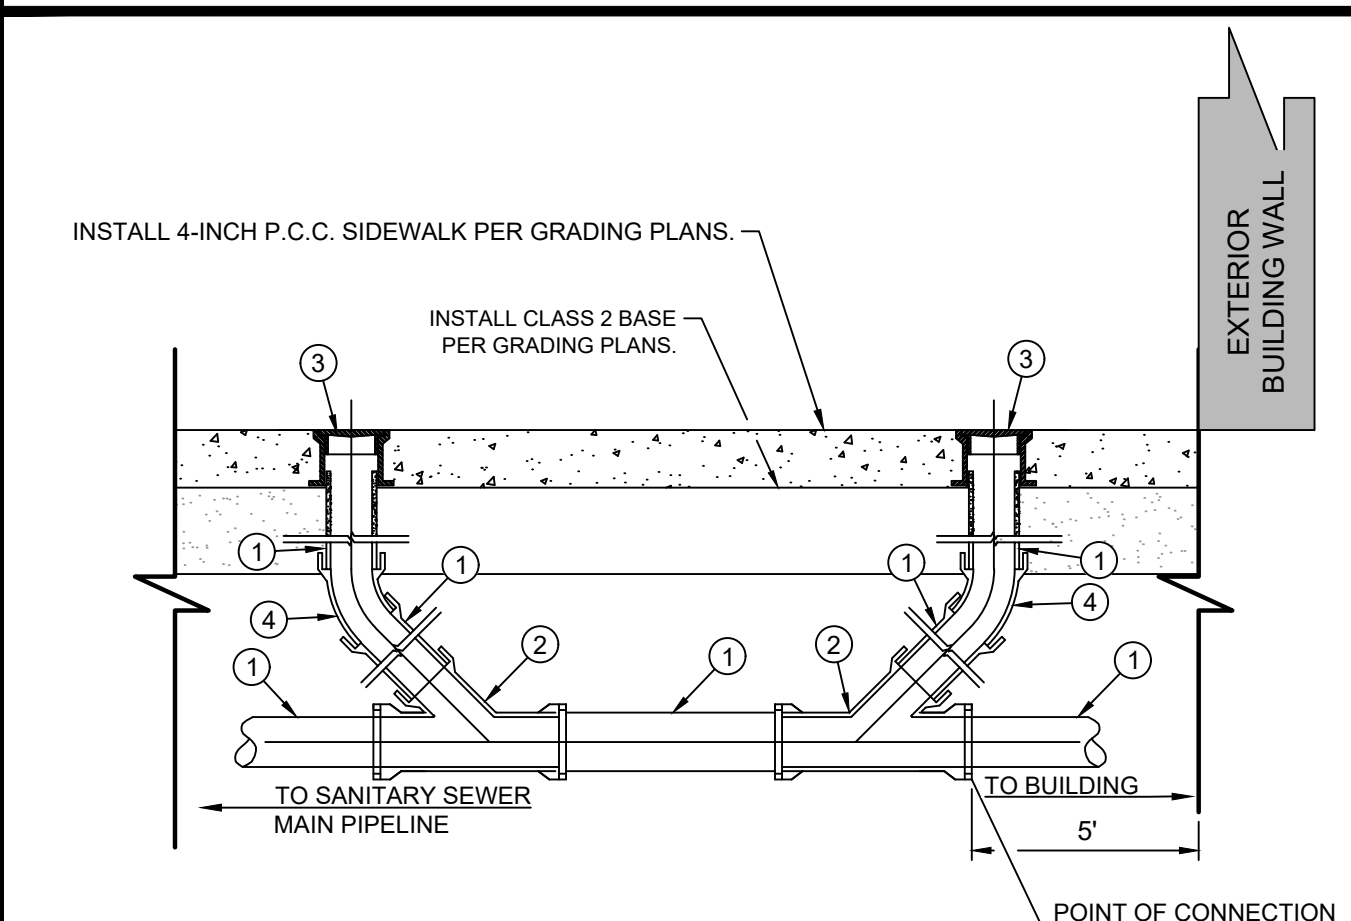 EXTERIOR
BUILDING WALL
INSTALL 4-INCH P.C.C. SIDEWALK PER GRADING PLANS.
INSTALL CLASS 2 BASE
PER GRADING PLANS.
3
3
1
1
1
1
4
4
2
2
1
1
1
TO SANITARY SEWER
MAIN PIPELINE
TO BUILDING
5'
POINT OF CONNECTION